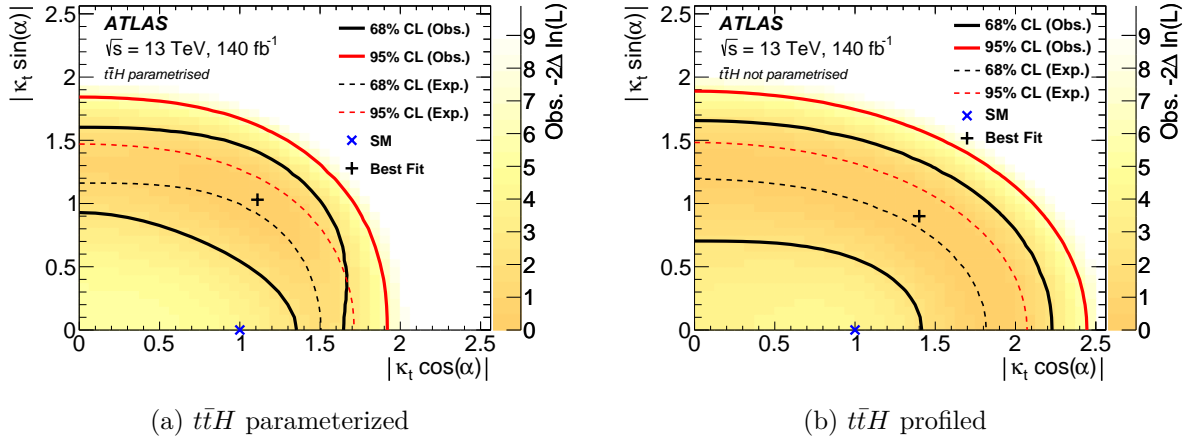 ATLAS
√s = 13 TeV, 140 fb⁻¹
tt̄H parametrised
68% CL (Obs.)
95% CL (Obs.)
68% CL (Exp.)
95% CL (Exp.)
SM
Best Fit
|κt sin(α)|
2.5
2
1.5
1
0.5
0
0 0.5 1 1.5 2 2.5
|κt cos(α)|
Obs. -2Δ ln(L)
9
8
7
6
5
4
3
2
1
0
(a) tt̄H parameterized
ATLAS
√s = 13 TeV, 140 fb⁻¹
tt̄H not parametrised
68% CL (Obs.)
95% CL (Obs.)
68% CL (Exp.)
95% CL (Exp.)
SM
Best Fit
|κt sin(α)|
2.5
2
1.5
1
0.5
0
0 0.5 1 1.5 2 2.5
|κt cos(α)|
Obs. -2Δ ln(L)
9
8
7
6
5
4
3
2
1
0
(b) tt̄H profiled